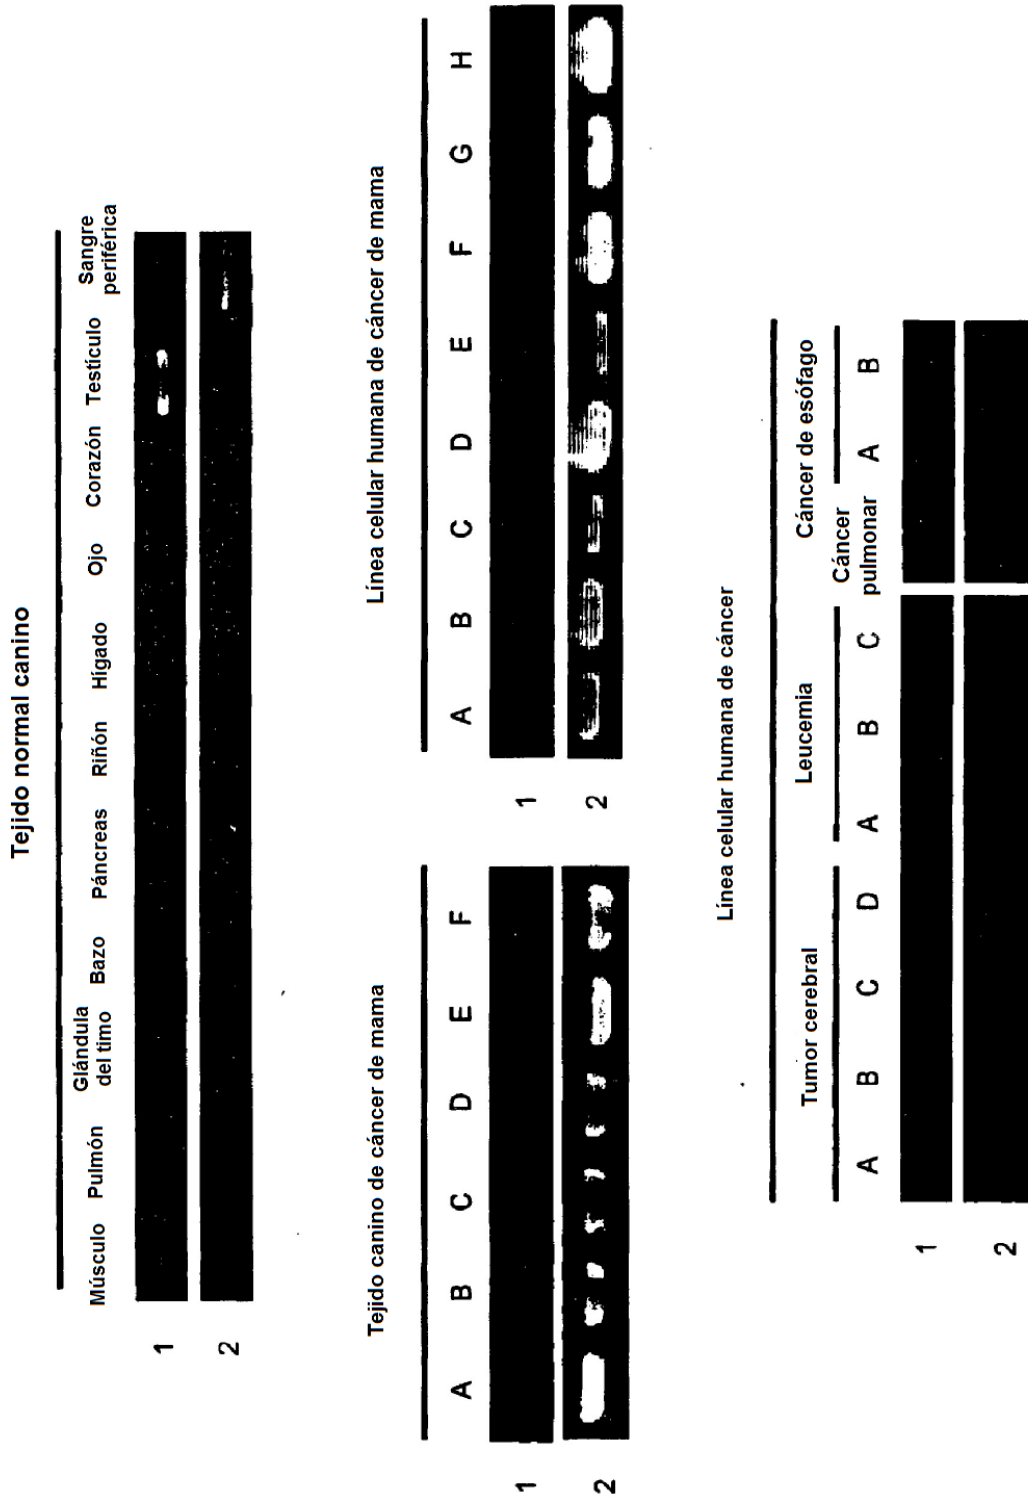 Tejido normal canino
Músculo Pulmón Glándula del timo Bazo Páncreas Riñón Hígado Ojo Corazón Testículo Sangre periférica
1
2
Tejido canino de cáncer de mama
A B C D E F
1
2
Línea celular humana de cáncer de mama
A B C D E F G H
1
2
Línea celular humana de cáncer
Tumor cerebral Leucemia Cáncer pulmonar Cáncer de esófago
A B C D A B C A B
1
2